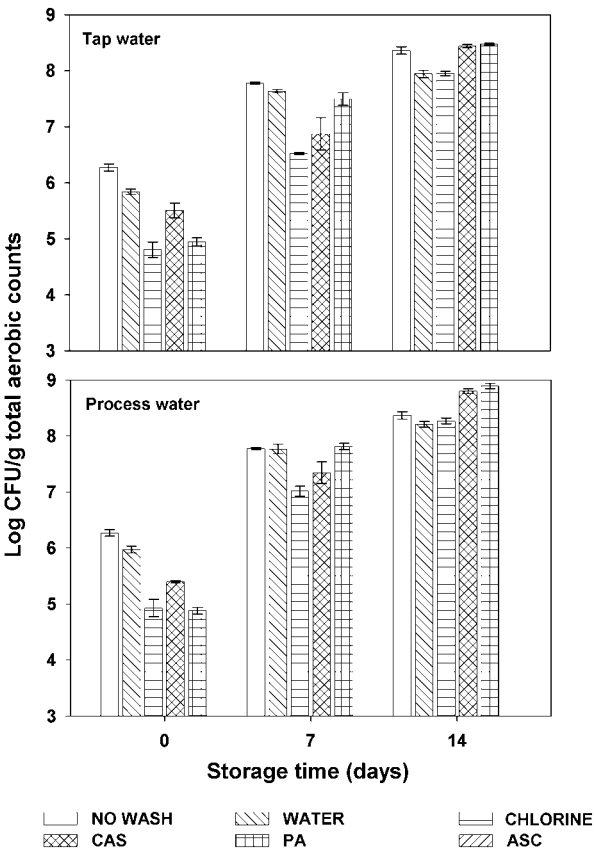 Log CFU/g total aerobic counts
Tap water
9
8
7
6
5
4
3
Process water
9
8
7
6
5
4
3
0 7 14
Storage time (days)
NO WASH WATER CHLORINE
CAS PA ASC